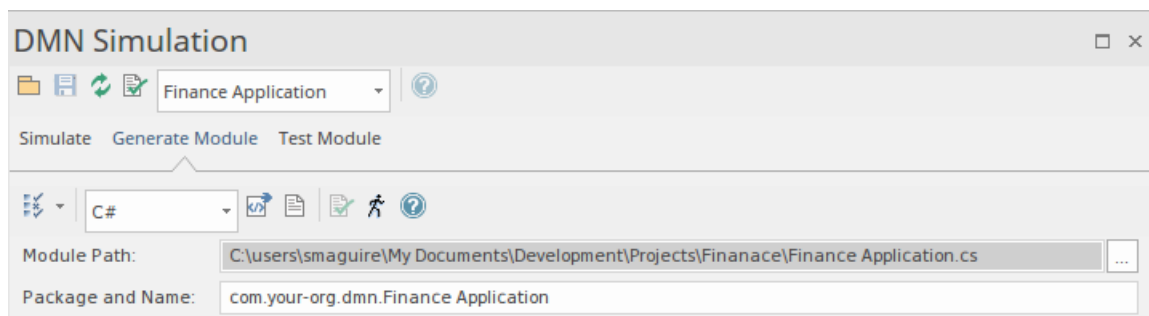 DMN Simulation
Finance Application
Simulate Generate Module Test Module
C#
Module Path: C:\users\smaguire\My Documents\Development\Projects\Finanace\Finance Application.cs ...
Package and Name: com.your-org.dmn.Finance Application